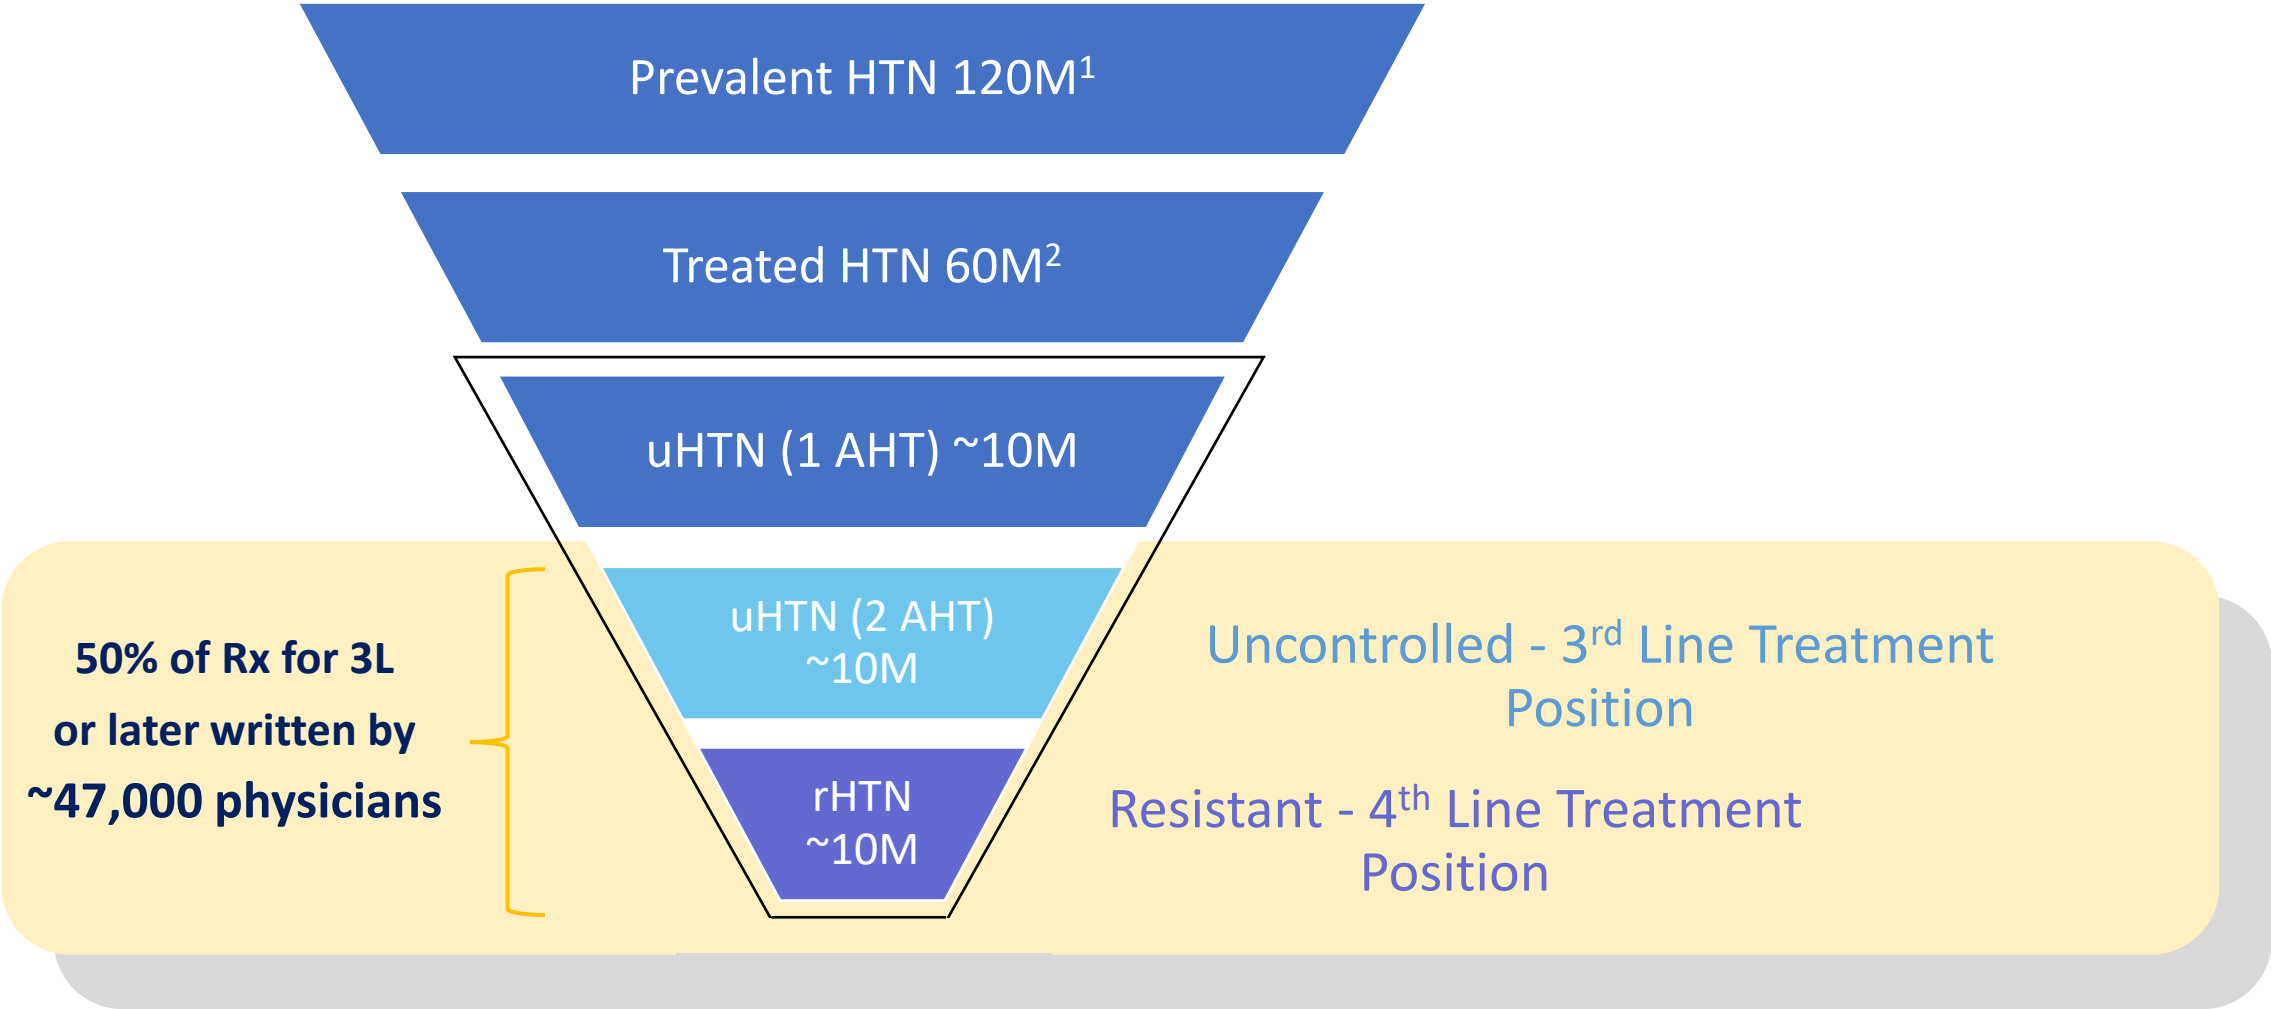 Prevalent HTN 120M¹
Treated HTN 60M²
uHTN (1 AHT) ~10M
uHTN (2 AHT)
~10M
rHTN
~10M
50% of Rx for 3L
or later written by
~47,000 physicians
Uncontrolled - 3rd Line Treatment
Position
Resistant - 4th Line Treatment
Position